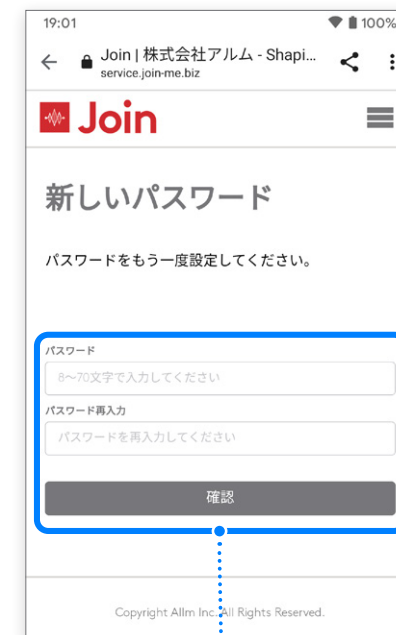 19:01 100%
Join | 株式会社アルム - Shapi...
service.join-me.biz
Join
新しいパスワード
パスワードをもう一度設定してください。
パスワード
8〜70文字で入力してください
パスワード再入力
パスワードを再入力してください
確認
Copyright Allm Inc. All Rights Reserved.